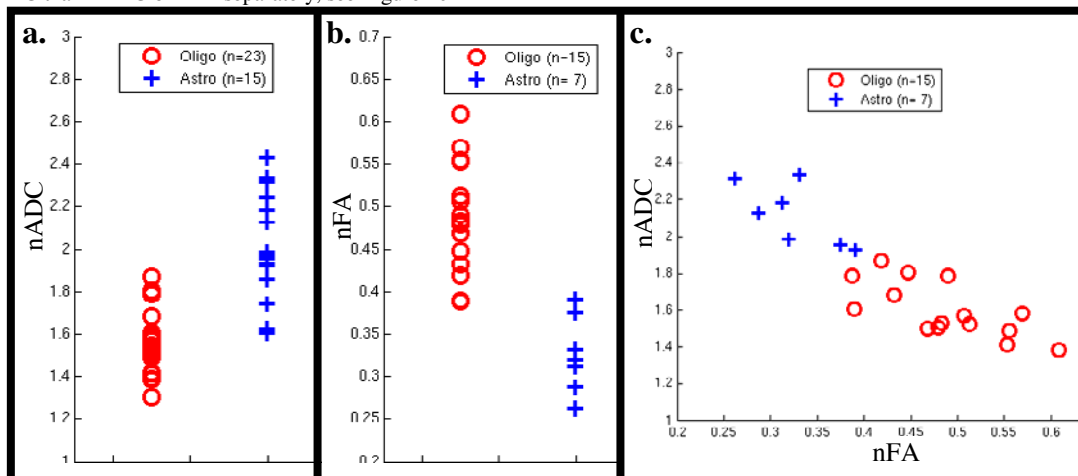 separately, see Figure
a.
3
2.8
2.6
2.4
2.2
2
1.8
1.6
1.4
1.2
1
nADC
Oligo (n=23)
Astro (n=15)
b.
0.7
0.65
0.6
0.55
0.5
0.45
0.4
0.35
0.3
0.25
0.2
nFA
Oligo (n-15)
Astro (n= 7)
c.
3
2.8
2.6
2.4
2.2
2
1.8
1.6
1.4
1.2
1
nADC
Oligo (n-15)
Astro (n= 7)
0.2 0.25 0.3 0.35 0.4 0.45 0.5 0.55 0.6
nFA